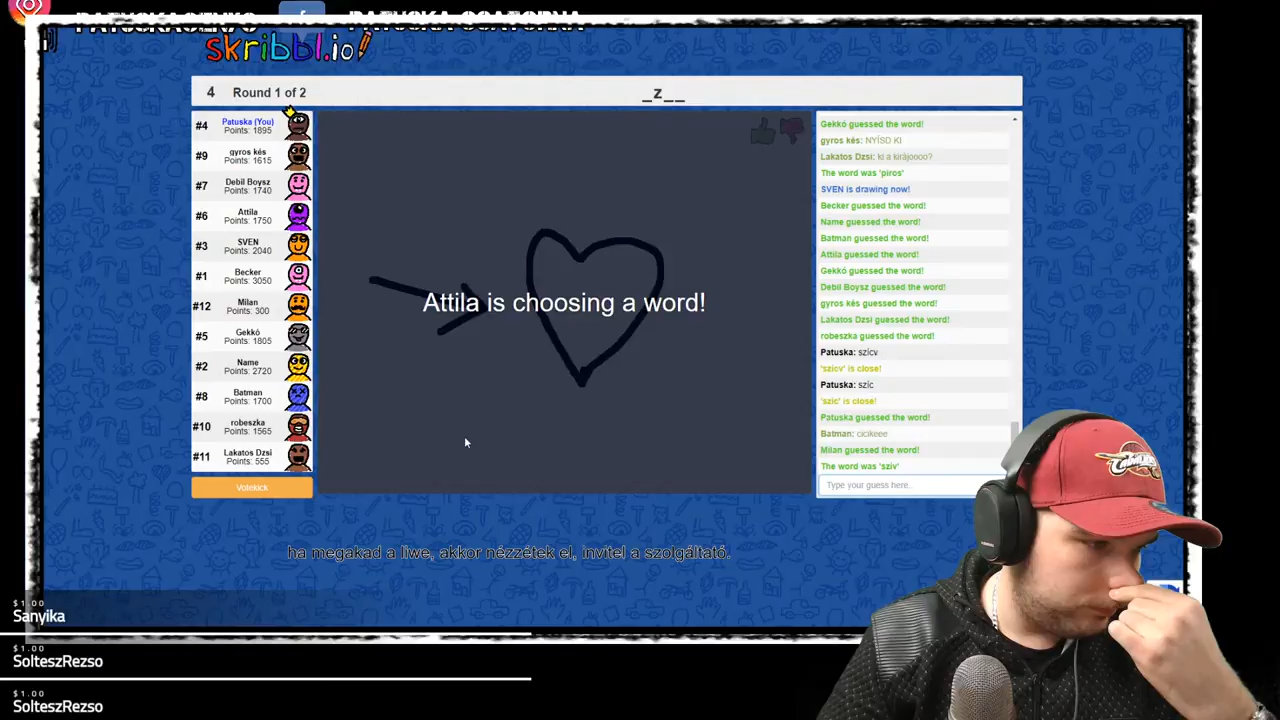 skribbl.io
4 Round 1 of 2
_z__
#4 Patuska (You)
Points: 1895
#9 gyros kés
Points: 1615
#7 Debil Boysz
Points: 1740
#6 Attila
Points: 1750
#3 SVEN
Points: 2040
#1 Becker
Points: 3050
#12 Milan
Points: 300
#5 Gekkó
Points: 1805
#2 Name
Points: 2720
#8 Batman
Points: 1700
#10 robeszka
Points: 1565
#11 Lakatos Dzsi
Points: 555
Votekick
Attila is choosing a word!
Gekkó guessed the word!
gyros kés: NYÍSD KI
Lakatos Dzsi: ki a kiràjoooo?
The word was 'piros'
SVEN is drawing now!
Becker guessed the word!
Name guessed the word!
Batman guessed the word!
Attila guessed the word!
Gekkó guessed the word!
Debil Boysz guessed the word!
gyros kés guessed the word!
Lakatos Dzsi guessed the word!
robeszka guessed the word!
Patuska: szícv
'szícv' is close!
Patuska: szíc
'szíc' is close!
Patuska guessed the word!
Batman: cicikeee
Milan guessed the word!
The word was 'szív'
Type your guess here...
ha megakad a liwe, akkor nézzétek el, invitel a szolgáltató.
$1.00
Sanyika
$1.00
SolteszRezso
$1.00
SolteszRezso